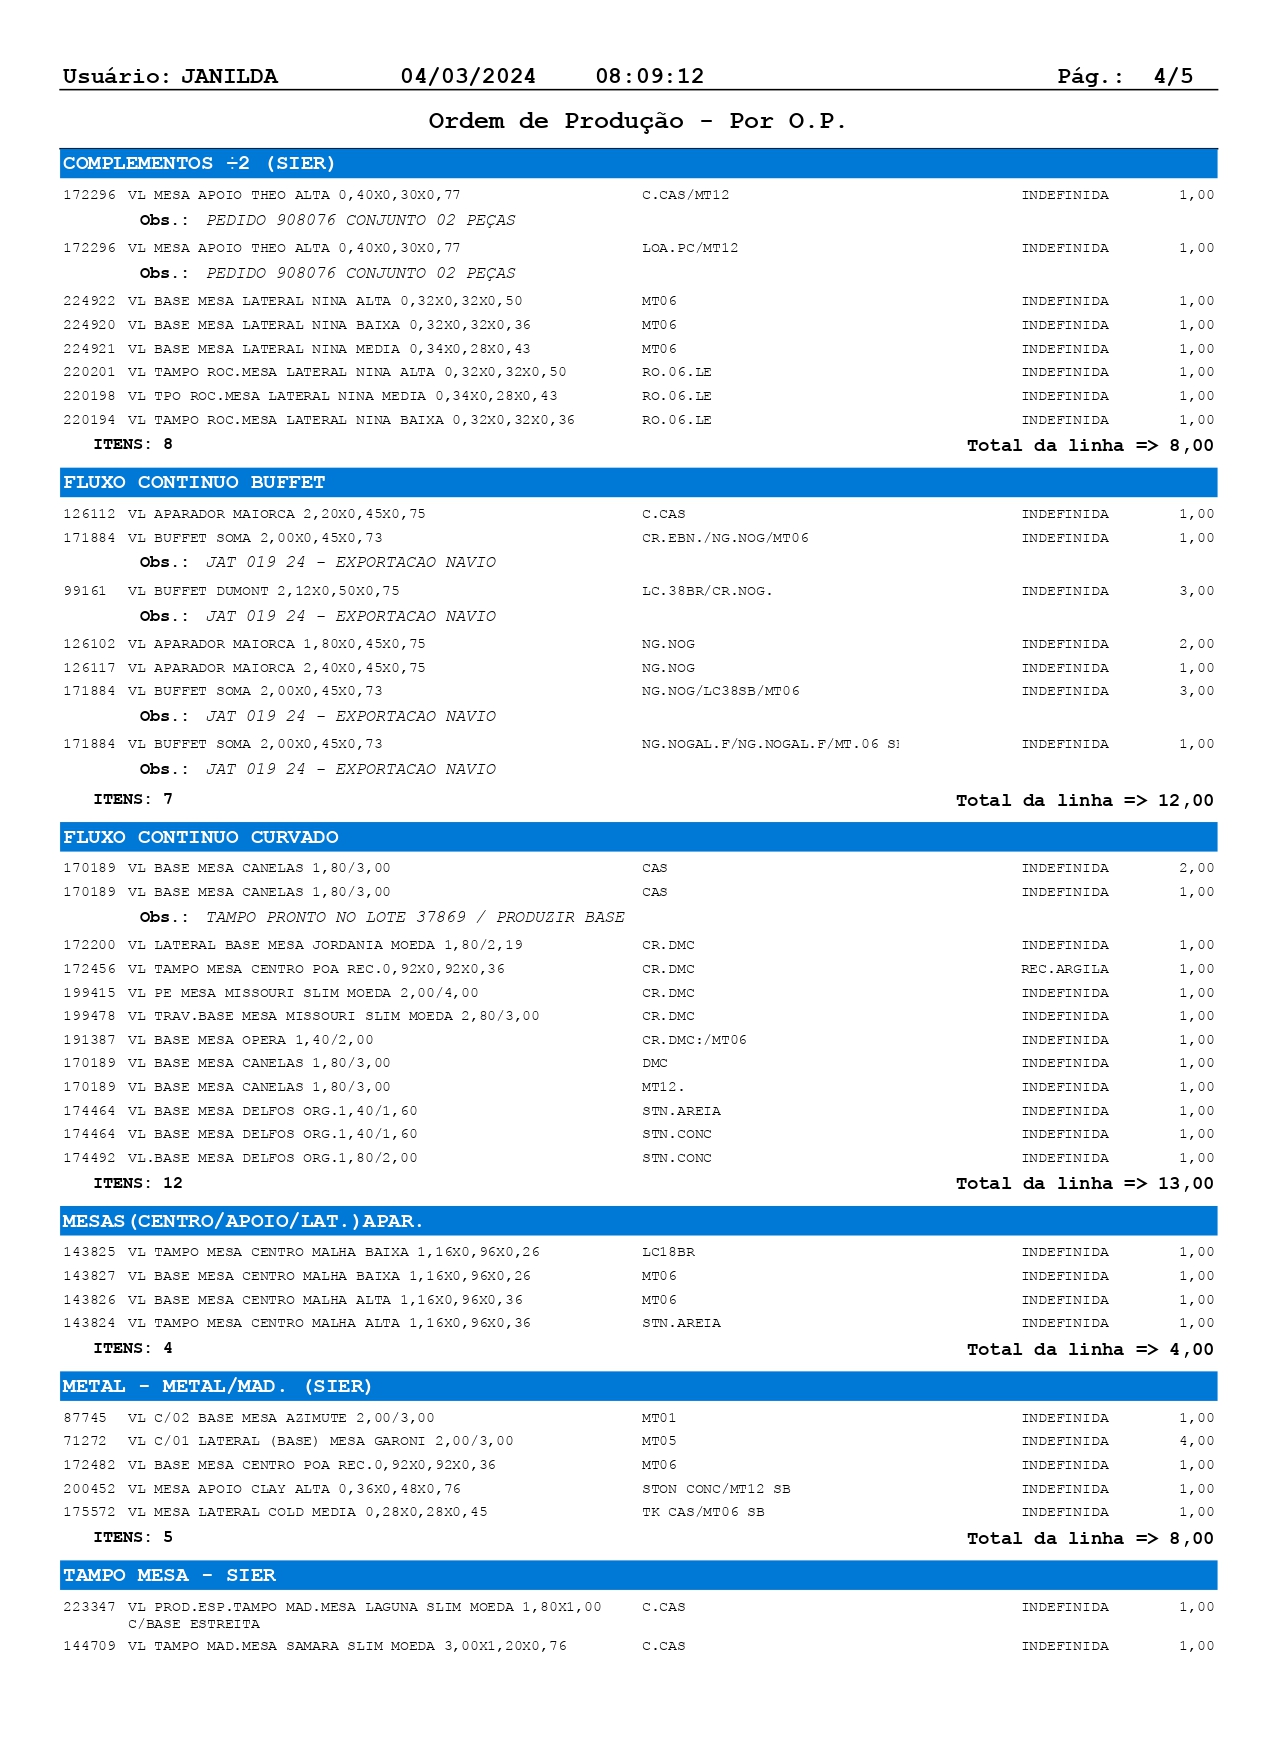 Usuário: JANILDA 04/03/2024 08:09:12 Pág.: 4/5
Ordem de Produção - Por O.P.
COMPLEMENTOS ÷2 (SIER)
172296 VL MESA APOIO THEO ALTA 0,40X0,30X0,77 C.CAS/MT12 INDEFINIDA 1,00
Obs.: PEDIDO 908076 CONJUNTO 02 PEÇAS
172296 VL MESA APOIO THEO ALTA 0,40X0,30X0,77 LOA.PC/MT12 INDEFINIDA 1,00
Obs.: PEDIDO 908076 CONJUNTO 02 PEÇAS
224922 VL BASE MESA LATERAL NINA ALTA 0,32X0,32X0,50 MT06 INDEFINIDA 1,00
224920 VL BASE MESA LATERAL NINA BAIXA 0,32X0,32X0,36 MT06 INDEFINIDA 1,00
224921 VL BASE MESA LATERAL NINA MEDIA 0,34X0,28X0,43 MT06 INDEFINIDA 1,00
220201 VL TAMPO ROC.MESA LATERAL NINA ALTA 0,32X0,32X0,50 RO.06.LE INDEFINIDA 1,00
220198 VL TPO ROC.MESA LATERAL NINA MEDIA 0,34X0,28X0,43 RO.06.LE INDEFINIDA 1,00
220194 VL TAMPO ROC.MESA LATERAL NINA BAIXA 0,32X0,32X0,36 RO.06.LE INDEFINIDA 1,00
ITENS: 8 Total da linha => 8,00
FLUXO CONTINUO BUFFET
126112 VL APARADOR MAIORCA 2,20X0,45X0,75 C.CAS INDEFINIDA 1,00
171884 VL BUFFET SOMA 2,00X0,45X0,73 CR.EBN./NG.NOG/MT06 INDEFINIDA 1,00
Obs.: JAT 019 24 - EXPORTACAO NAVIO
99161 VL BUFFET DUMONT 2,12X0,50X0,75 LC.38BR/CR.NOG. INDEFINIDA 3,00
Obs.: JAT 019 24 - EXPORTACAO NAVIO
126102 VL APARADOR MAIORCA 1,80X0,45X0,75 NG.NOG INDEFINIDA 2,00
126117 VL APARADOR MAIORCA 2,40X0,45X0,75 NG.NOG INDEFINIDA 1,00
171884 VL BUFFET SOMA 2,00X0,45X0,73 NG.NOG/LC38SB/MT06 INDEFINIDA 3,00
Obs.: JAT 019 24 - EXPORTACAO NAVIO
171884 VL BUFFET SOMA 2,00X0,45X0,73 NG.NOGAL.F/NG.NOGAL.F/MT.06 INDEFINIDA 1,00
Obs.: JAT 019 24 - EXPORTACAO NAVIO
ITENS: 7 Total da linha => 12,00
FLUXO CONTINUO CURVADO
170189 VL BASE MESA CANELAS 1,80/3,00 CAS INDEFINIDA 2,00
170189 VL BASE MESA CANELAS 1,80/3,00 CAS INDEFINIDA 1,00
Obs.: TAMPO PRONTO NO LOTE 37869 / PRODUZIR BASE
172200 VL LATERAL BASE MESA JORDANIA MOEDA 1,80/2,19 CR.DMC INDEFINIDA 1,00
172456 VL TAMPO MESA CENTRO POA REC.0,92X0,92X0,36 CR.DMC REC.ARGILA 1,00
199415 VL PE MESA MISSOURI SLIM MOEDA 2,00/4,00 CR.DMC INDEFINIDA 1,00
199478 VL TRAV.BASE MESA MISSOURI SLIM MOEDA 2,80/3,00 CR.DMC INDEFINIDA 1,00
191387 VL BASE MESA OPERA 1,40/2,00 CR.DMC:/MT06 INDEFINIDA 1,00
170189 VL BASE MESA CANELAS 1,80/3,00 DMC INDEFINIDA 1,00
170189 VL BASE MESA CANELAS 1,80/3,00 MT12. INDEFINIDA 1,00
174464 VL BASE MESA DELFOS ORG.1,40/1,60 STN.AREIA INDEFINIDA 1,00
174464 VL BASE MESA DELFOS ORG.1,40/1,60 STN.CONC INDEFINIDA 1,00
174492 VL.BASE MESA DELFOS ORG.1,80/2,00 STN.CONC INDEFINIDA 1,00
ITENS: 12 Total da linha => 13,00
MESAS(CENTRO/APOIO/LAT.)APAR.
143825 VL TAMPO MESA CENTRO MALHA BAIXA 1,16X0,96X0,26 LC18BR INDEFINIDA 1,00
143827 VL BASE MESA CENTRO MALHA BAIXA 1,16X0,96X0,26 MT06 INDEFINIDA 1,00
143826 VL BASE MESA CENTRO MALHA ALTA 1,16X0,96X0,36 MT06 INDEFINIDA 1,00
143824 VL TAMPO MESA CENTRO MALHA ALTA 1,16X0,96X0,36 STN.AREIA INDEFINIDA 1,00
ITENS: 4 Total da linha => 4,00
METAL - METAL/MAD. (SIER)
87745 VL C/02 BASE MESA AZIMUTE 2,00/3,00 MT01 INDEFINIDA 1,00
71272 VL C/01 LATERAL (BASE) MESA GARONI 2,00/3,00 MT05 INDEFINIDA 4,00
172482 VL BASE MESA CENTRO POA REC.0,92X0,92X0,36 MT06 INDEFINIDA 1,00
200452 VL MESA APOIO CLAY ALTA 0,36X0,48X0,76 STON CONC/MT12 SB INDEFINIDA 1,00
175572 VL MESA LATERAL COLD MEDIA 0,28X0,28X0,45 TK CAS/MT06 SB INDEFINIDA 1,00
ITENS: 5 Total da linha => 8,00
TAMPO MESA - SIER
223347 VL PROD.ESP.TAMPO MAD.MESA LAGUNA SLIM MOEDA 1,80X1,00 C.CAS INDEFINIDA 1,00
C/BASE ESTREITA
144709 VL TAMPO MAD.MESA SAMARA SLIM MOEDA 3,00X1,20X0,76 C.CAS INDEFINIDA 1,00